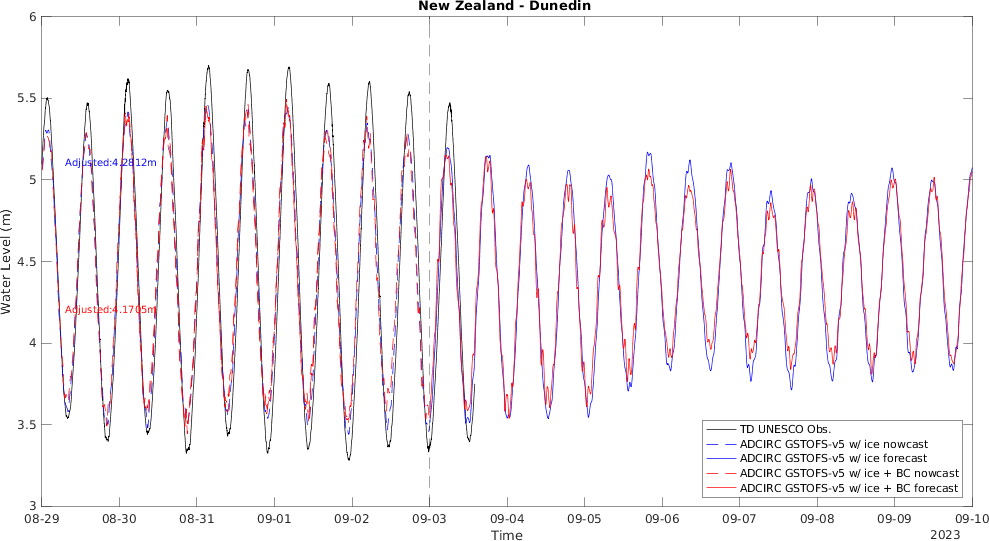 New Zealand - Dunedin
Water Level (m)
6
5.5
5
4.5
4
3.5
3
Adjusted:4.2812m
Adjusted:4.1705m
TD UNESCO Obs.
ADCIRC GSTOFS-v5 w/ ice nowcast
ADCIRC GSTOFS-v5 w/ ice forecast
ADCIRC GSTOFS-v5 w/ ice + BC nowcast
ADCIRC GSTOFS-v5 w/ ice + BC forecast
08-29 08-30 08-31 09-01 09-02 09-03 09-04 09-05 09-06 09-07 09-08 09-09 09-10
Time
2023